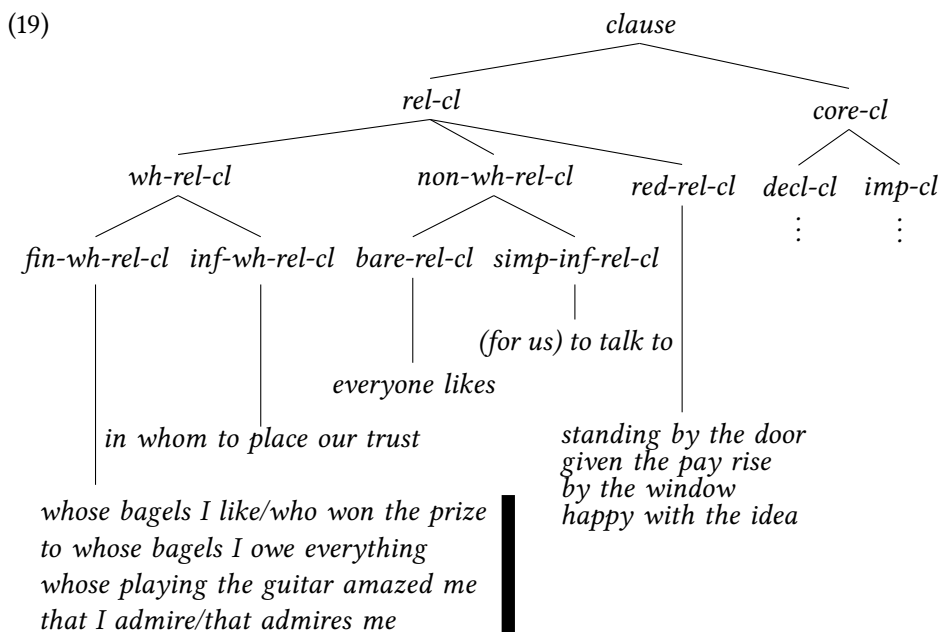 (19)
clause
rel-cl
core-cl
wh-rel-cl non-wh-rel-cl red-rel-cl decl-cl imp-cl
⋮ ⋮
fin-wh-rel-cl inf-wh-rel-cl bare-rel-cl simp-inf-rel-cl
(for us) to talk to
everyone likes
in whom to place our trust
standing by the door
given the pay rise
by the window
happy with the idea
whose bagels I like/who won the prize
to whose bagels I owe everything
whose playing the guitar amazed me
that I admire/that admires me